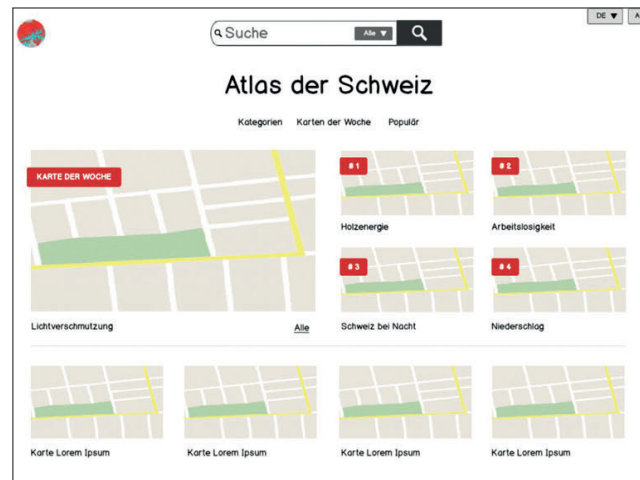 DE ▼
A
Suche
Alle ▼
Atlas der Schweiz
Kategorien Karten der Woche Populär
KARTE DER WOCHE
# 1
# 2
Holzenergie
Arbeitslosigkeit
# 3
# 4
Lichtverschmutzung
Alle
Schweiz bei Nacht
Niederschlag
Karte Lorem Ipsum
Karte Lorem Ipsum
Karte Lorem Ipsum
Karte Lorem Ipsum